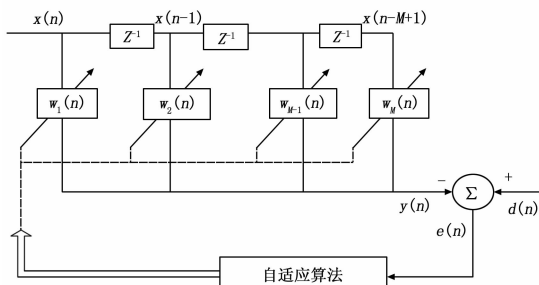 x(n)
x(n-1)
x(n-M+1)
Z⁻¹
Z⁻¹
Z⁻¹
w₁(n)
w₂(n)
w_{M-1}(n)
w_M(n)
−
+
Σ
y(n)
d(n)
e(n)
自适应算法